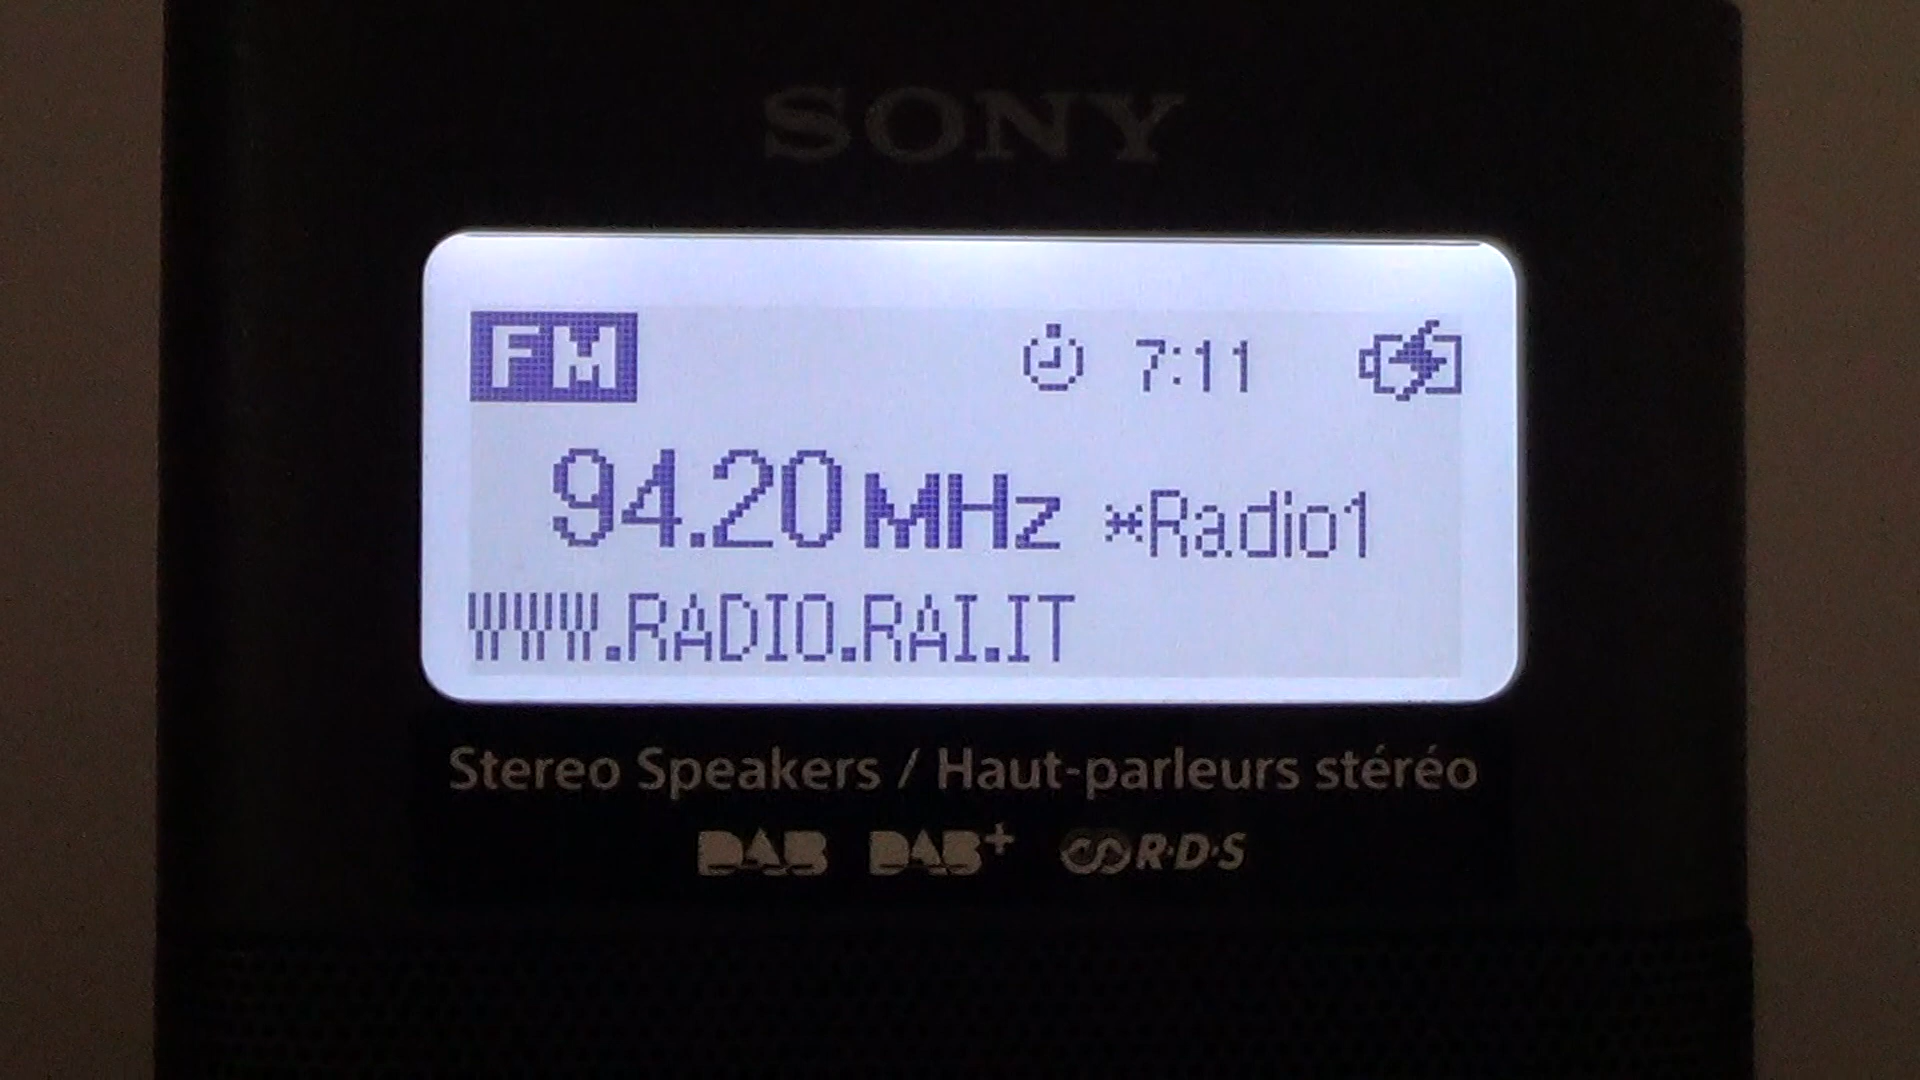 SONY
FM 7:11
94.20 MHz *Radio1
WWW.RADIO.RAI.IT
Stereo Speakers / Haut-parleurs stéréo
DAB DAB+ R·D·S